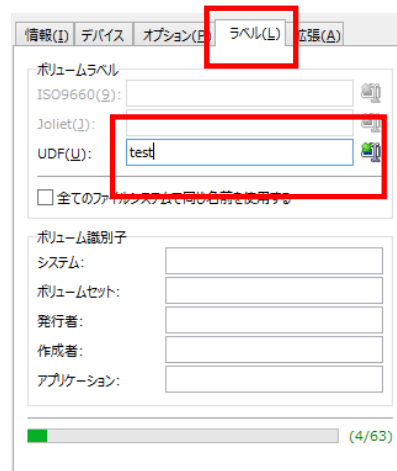 情報(I) デバイス オプション(P) ラベル(L) 拡張(A)
ボリュームラベル
ISO9660(9):
Joliet(J):
UDF(U): test
全てのファイルシステムで同じ名前を使用する
ボリューム識別子
システム:
ボリュームセット:
発行者:
作成者:
アプリケーション:
(4/63)